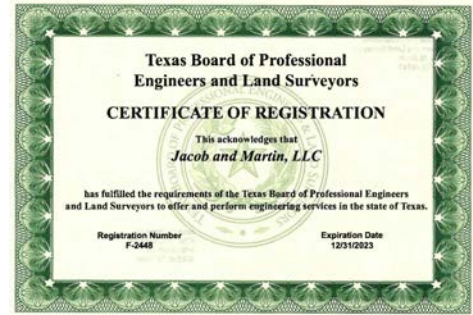 Texas Board of Professional
Engineers and Land Surveyors
CERTIFICATE OF REGISTRATION
This acknowledges that
Jacob and Martin, LLC
has fulfilled the requirements of the Texas Board of Professional Engineers
and Land Surveyors to offer and perform engineering services in the state of Texas.
Registration Number
F-2448
Expiration Date
12/31/2023